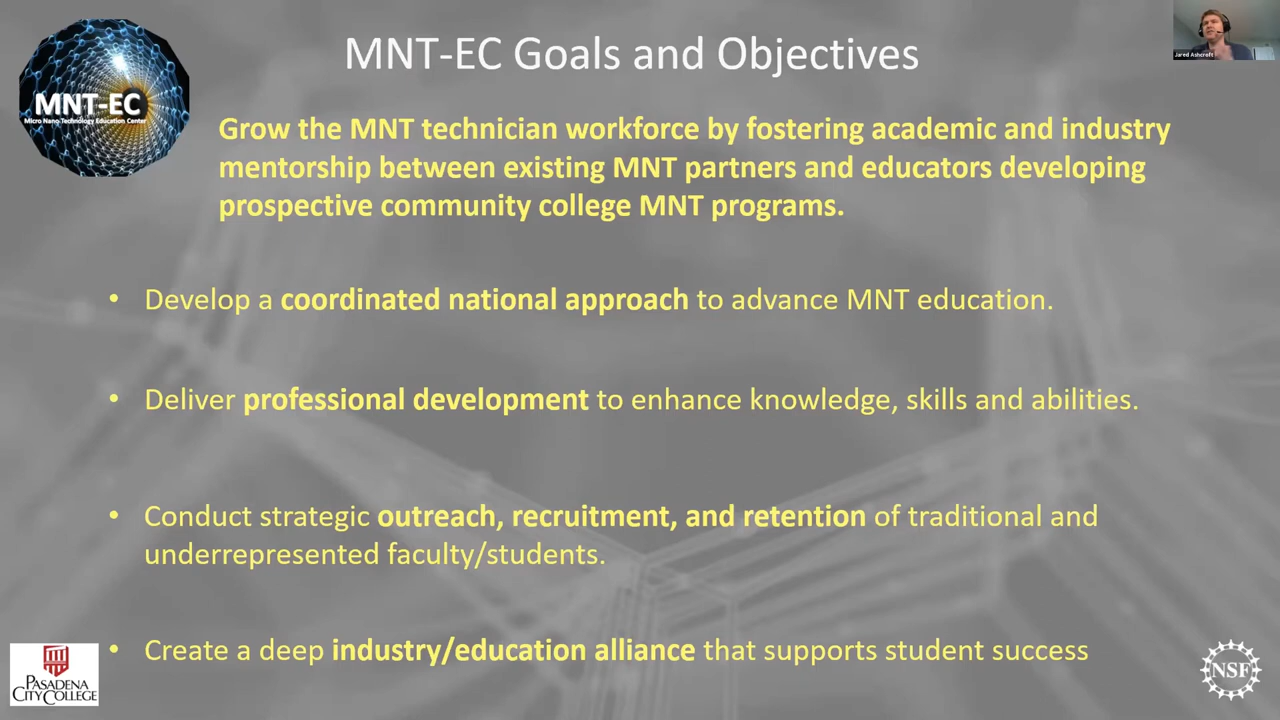 MNT-EC Goals and Objectives
Jared Ashcroft
MNT-EC
Micro Nano Technology Education Center
Grow the MNT technician workforce by fostering academic and industry
mentorship between existing MNT partners and educators developing
prospective community college MNT programs.
• Develop a coordinated national approach to advance MNT education.
• Deliver professional development to enhance knowledge, skills and abilities.
• Conduct strategic outreach, recruitment, and retention of traditional and
underrepresented faculty/students.
• Create a deep industry/education alliance that supports student success
PASADENA
CITY COLLEGE
NSF